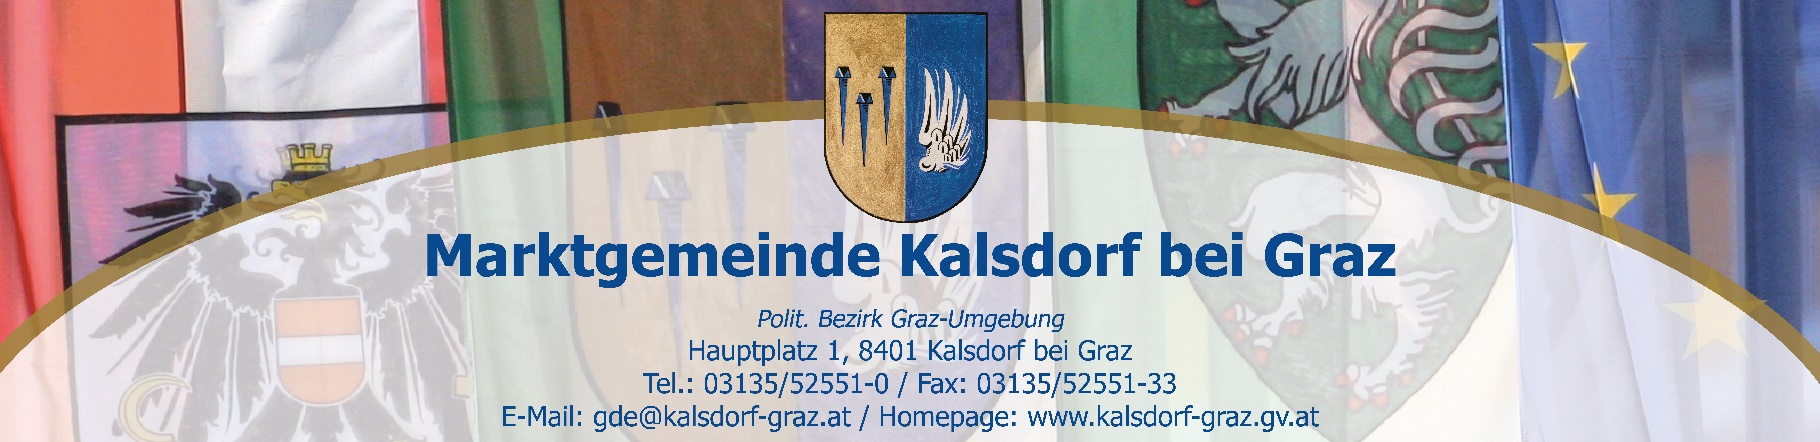 Marktgemeinde Kalsdorf bei Graz
Polit. Bezirk Graz-Umgebung
Hauptplatz 1, 8401 Kalsdorf bei Graz
Tel.: 03135/52551-0 / Fax: 03135/52551-33
E-Mail: gde@kalsdorf-graz.at / Homepage: www.kalsdorf-graz.gv.at